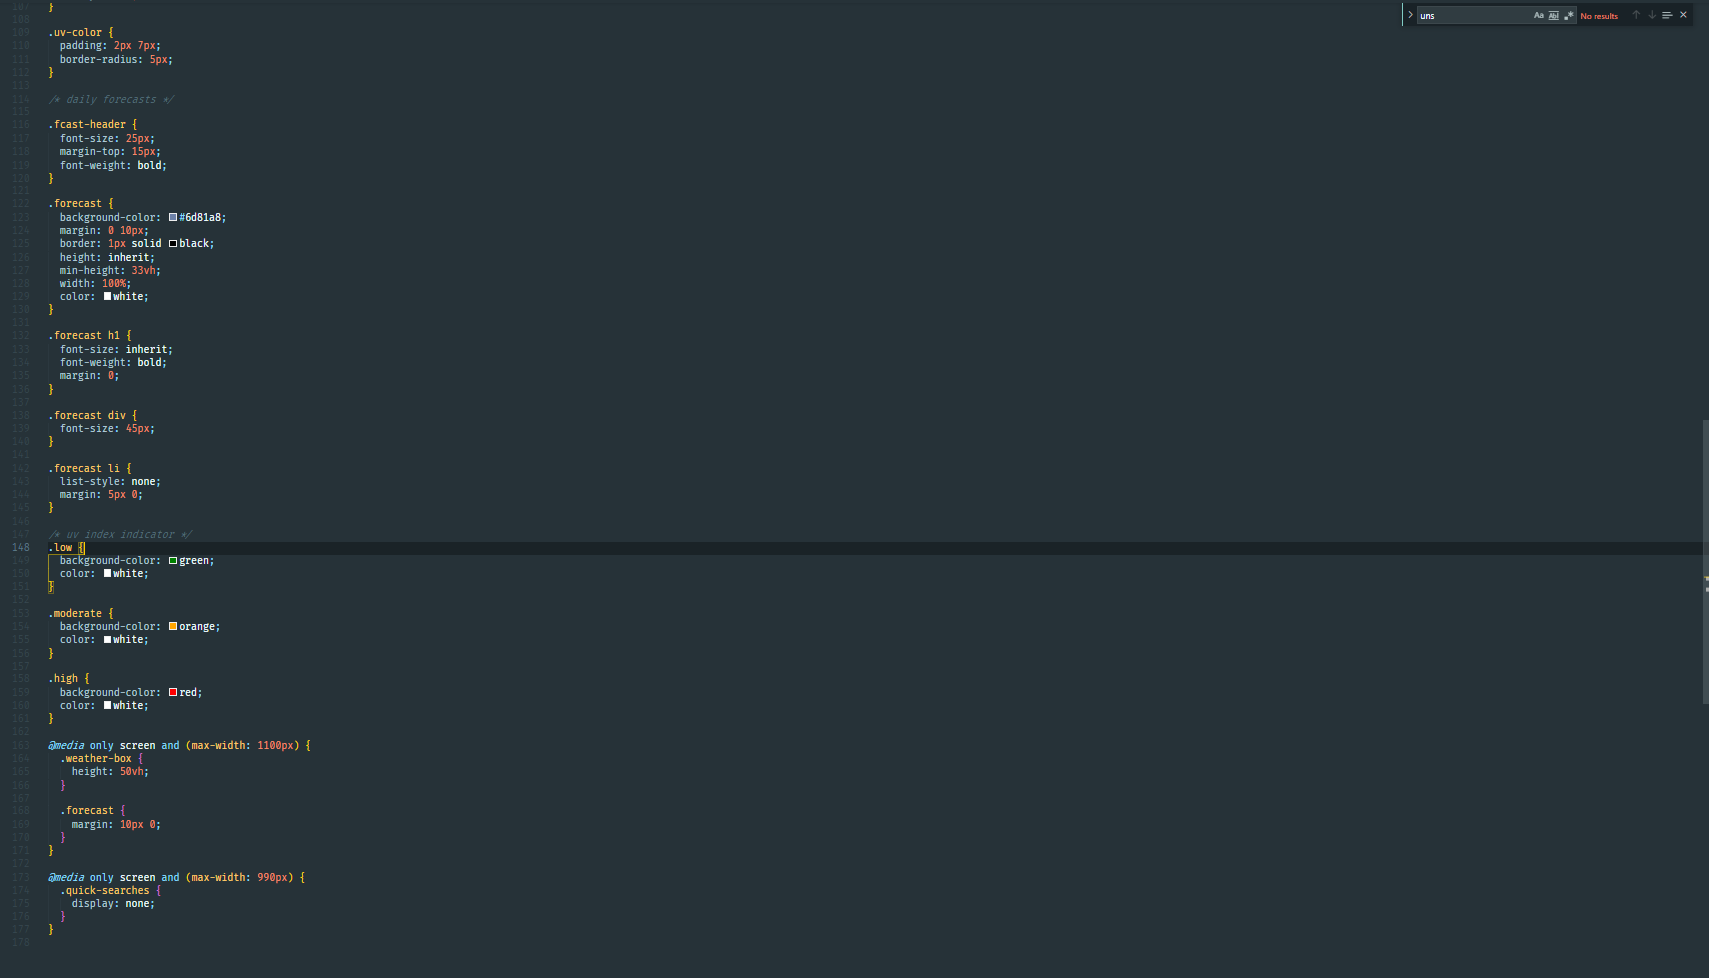 uns
Aa
Abl
.*
No results
107 }
108
109 .uv-color {
110 padding: 2px 7px;
111 border-radius: 5px;
112 }
113
114 /* daily forecasts */
115
116 .fcast-header {
117 font-size: 25px;
118 margin-top: 15px;
119 font-weight: bold;
120 }
121
122 .forecast {
123 background-color: #6d81a8;
124 margin: 0 10px;
125 border: 1px solid black;
126 height: inherit;
127 min-height: 33vh;
128 width: 100%;
129 color: white;
130 }
131
132 .forecast h1 {
133 font-size: inherit;
134 font-weight: bold;
135 margin: 0;
136 }
137
138 .forecast div {
139 font-size: 45px;
140 }
141
142 .forecast li {
143 list-style: none;
144 margin: 5px 0;
145 }
146
147 /* uv index indicator */
148 .low {
149 background-color: green;
150 color: white;
151 }
152
153 .moderate {
154 background-color: orange;
155 color: white;
156 }
157
158 .high {
159 background-color: red;
160 color: white;
161 }
162
163 @media only screen and (max-width: 1100px) {
164 .weather-box {
165 height: 50vh;
166 }
167
168 .forecast {
169 margin: 10px 0;
170 }
171 }
172
173 @media only screen and (max-width: 990px) {
174 .quick-searches {
175 display: none;
176 }
177 }
178